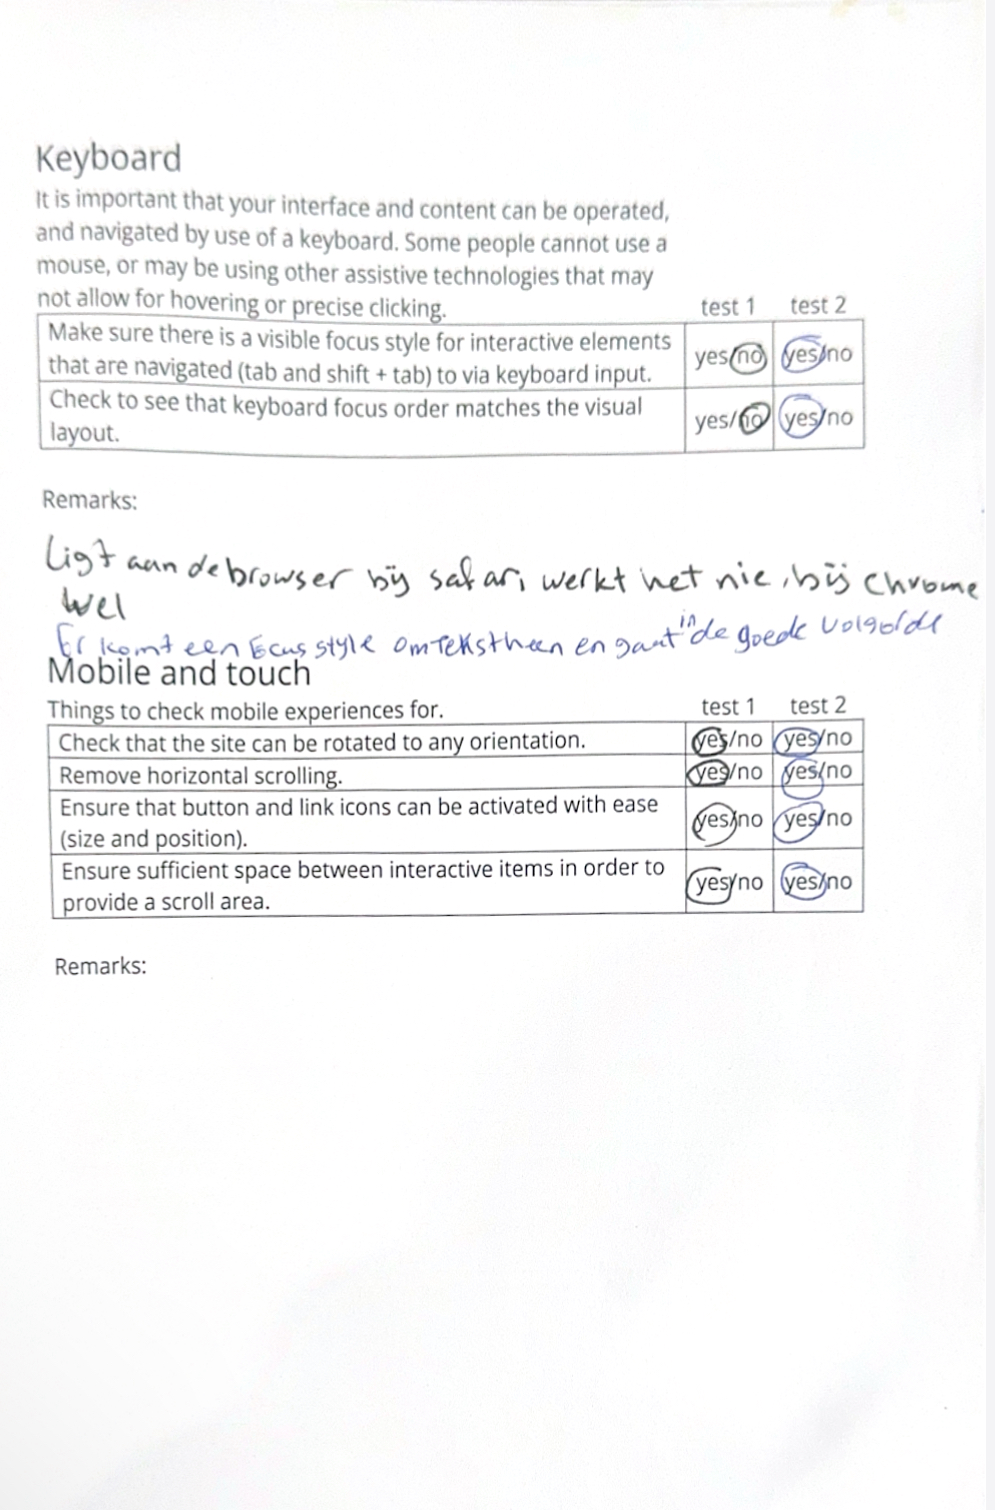 Keyboard
It is important that your interface and content can be operated,
and navigated by use of a keyboard. Some people cannot use a
mouse, or may be using other assistive technologies that may
not allow for hovering or precise clicking.
test 1 test 2
Make sure there is a visible focus style for interactive elements
that are navigated (tab and shift + tab) to via keyboard input.
yes/no yes/no
Check to see that keyboard focus order matches the visual
layout.
yes/no yes/no
Remarks:
Ligt aan de browser bij safari werkt het nie, bij Chrome
wel
Er komt een focus style om tekst heen en gaat in de goede volgorde
Mobile and touch
Things to check mobile experiences for.
test 1 test 2
Check that the site can be rotated to any orientation. yes/no yes/no
Remove horizontal scrolling. yes/no yes/no
Ensure that button and link icons can be activated with ease
(size and position).
yes/no yes/no
Ensure sufficient space between interactive items in order to
provide a scroll area.
yes/no yes/no
Remarks: